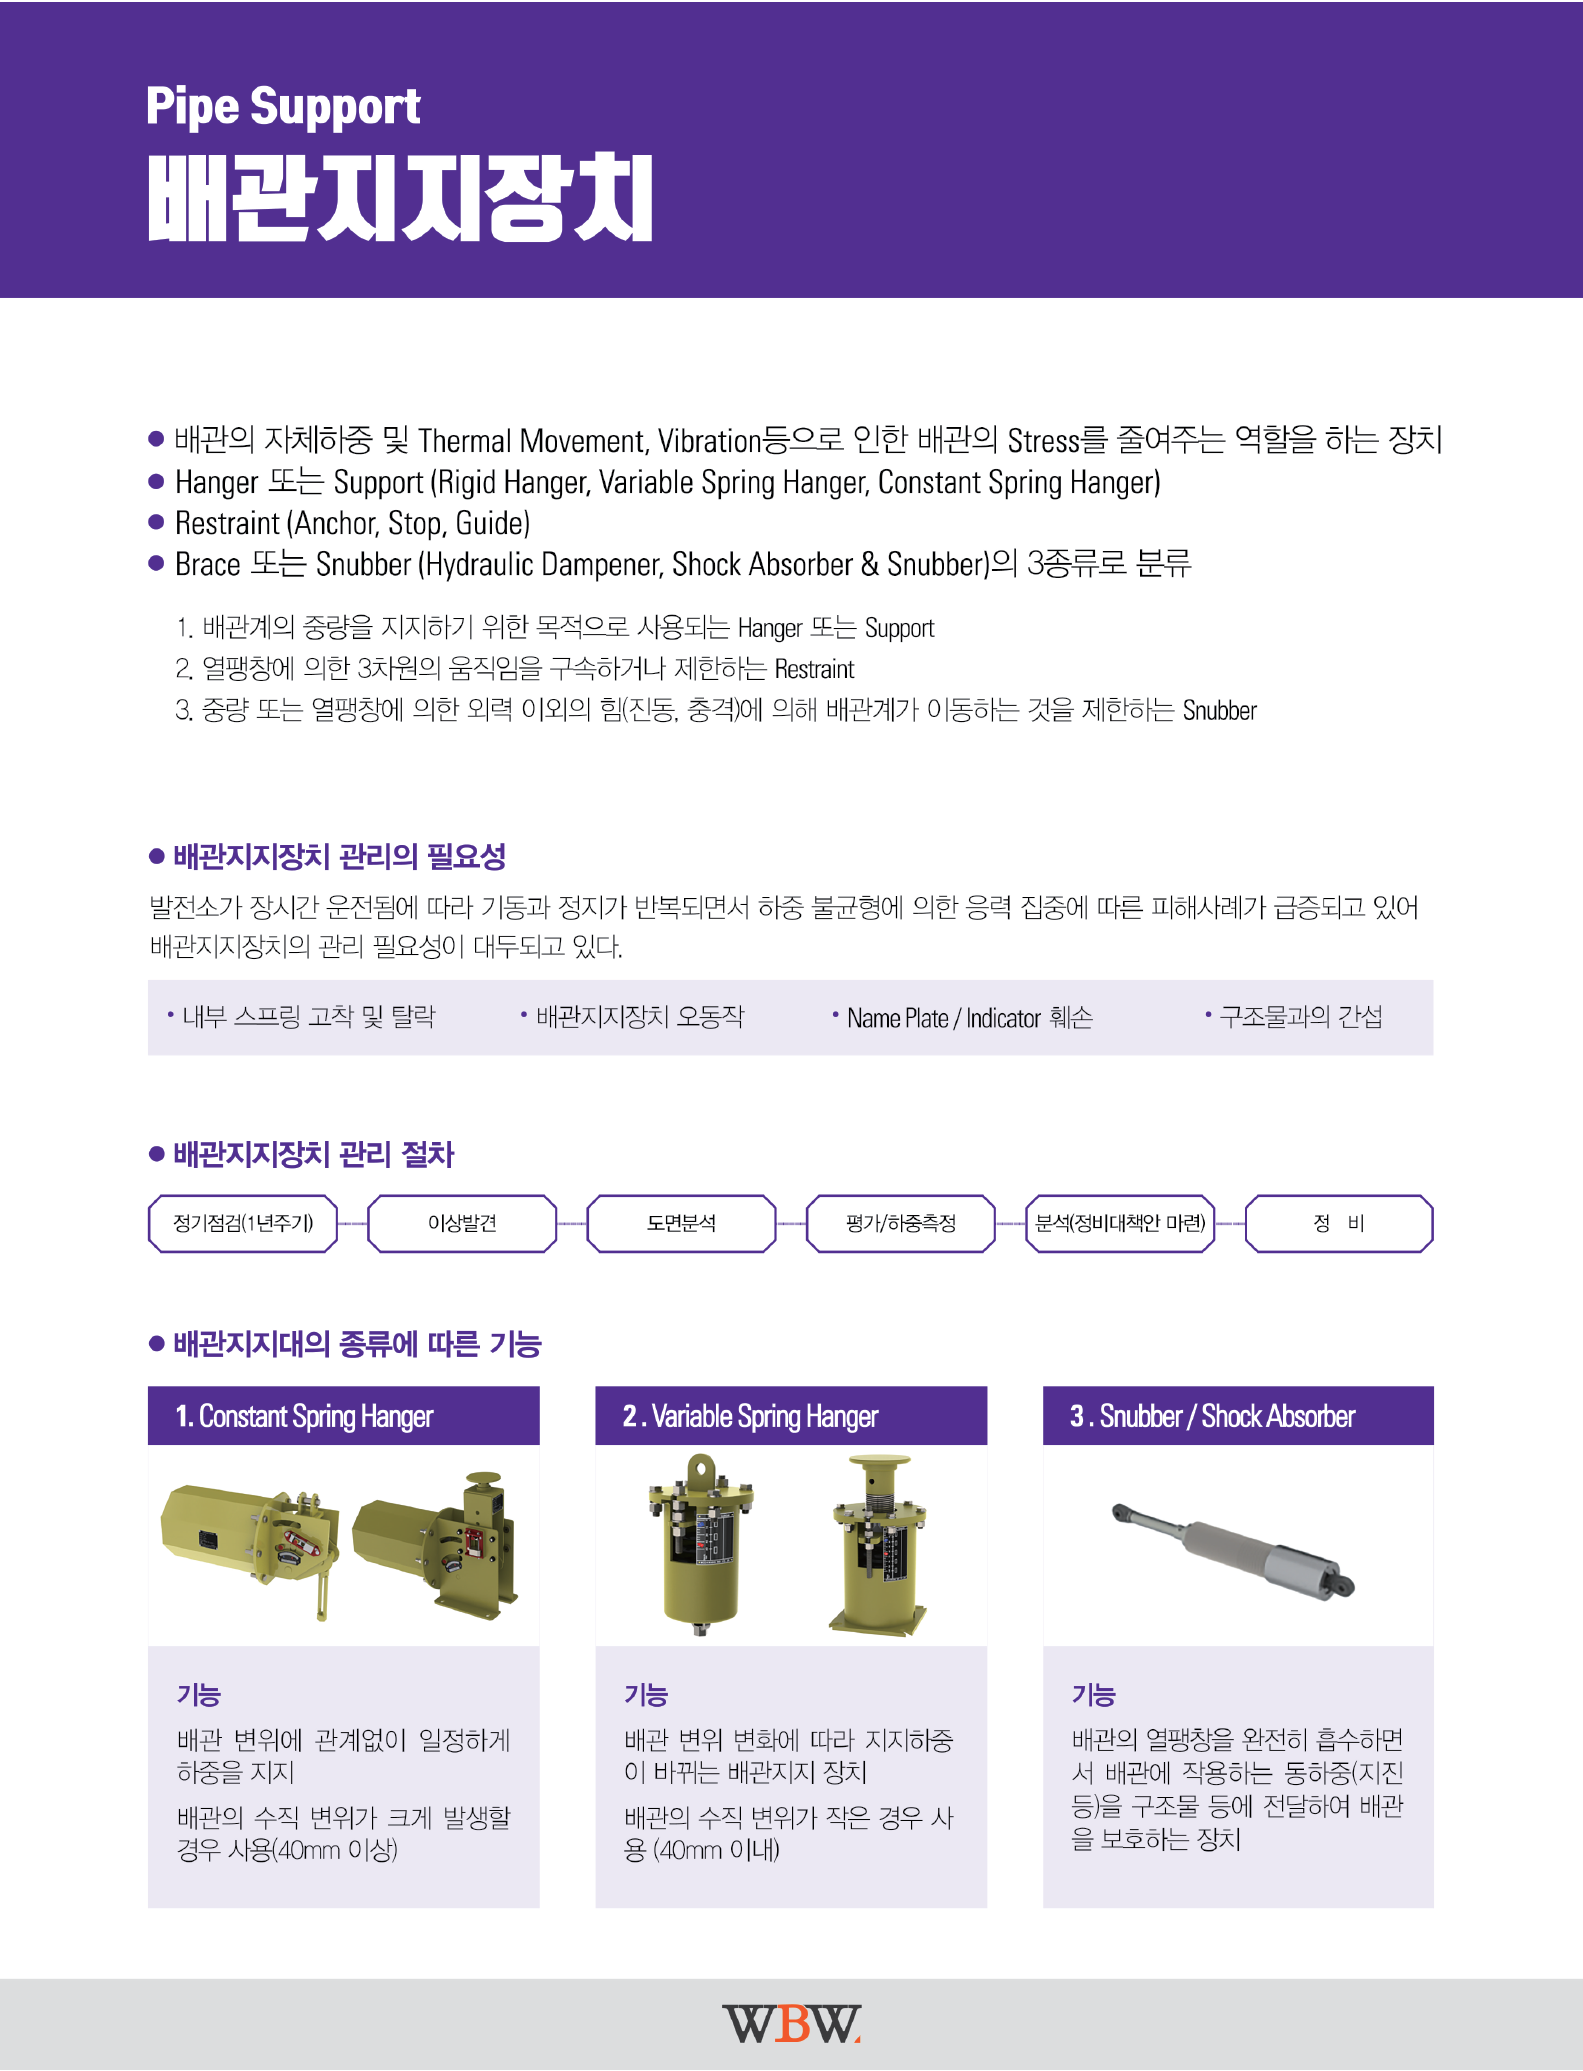 Pipe Support
배관지지장치
● 배관의 자체하중 및 Thermal Movement, Vibration등으로 인한 배관의 Stress를 줄여주는 역할을 하는 장치
● Hanger 또는 Support (Rigid Hanger, Variable Spring Hanger, Constant Spring Hanger)
● Restraint (Anchor, Stop, Guide)
● Brace 또는 Snubber (Hydraulic Dampener, Shock Absorber & Snubber)의 3종류로 분류
1. 배관계의 중량을 지지하기 위한 목적으로 사용되는 Hanger 또는 Support
2. 열팽창에 의한 3차원의 움직임을 구속하거나 제한하는 Restraint
3. 중량 또는 열팽창에 의한 외력 이외의 힘(진동, 충격)에 의해 배관계가 이동하는 것을 제한하는 Snubber
● 배관지지장치 관리의 필요성
발전소가 장시간 운전됨에 따라 기동과 정지가 반복되면서 하중 불균형에 의한 응력 집중에 따른 피해사례가 급증되고 있어
배관지지장치의 관리 필요성이 대두되고 있다.
• 내부 스프링 고착 및 탈락 • 배관지지장치 오동작 • Name Plate / Indicator 훼손 • 구조물과의 간섭
● 배관지지장치 관리 절차
정기점검(1년주기) 이상발견 도면분석 평가/하중측정 분석(정비대책안 마련) 정 비
● 배관지지대의 종류에 따른 기능
1. Constant Spring Hanger
기능
배관 변위에 관계없이 일정하게
하중을 지지
배관의 수직 변위가 크게 발생할
경우 사용(40mm 이상)
2 . Variable Spring Hanger
기능
배관 변위 변화에 따라 지지하중
이 바뀌는 배관지지 장치
배관의 수직 변위가 작은 경우 사
용 (40mm 이내)
3 . Snubber / Shock Absorber
기능
배관의 열팽창을 완전히 흡수하면
서 배관에 작용하는 동하중(지진
등)을 구조물 등에 전달하여 배관
을 보호하는 장치
WBW.